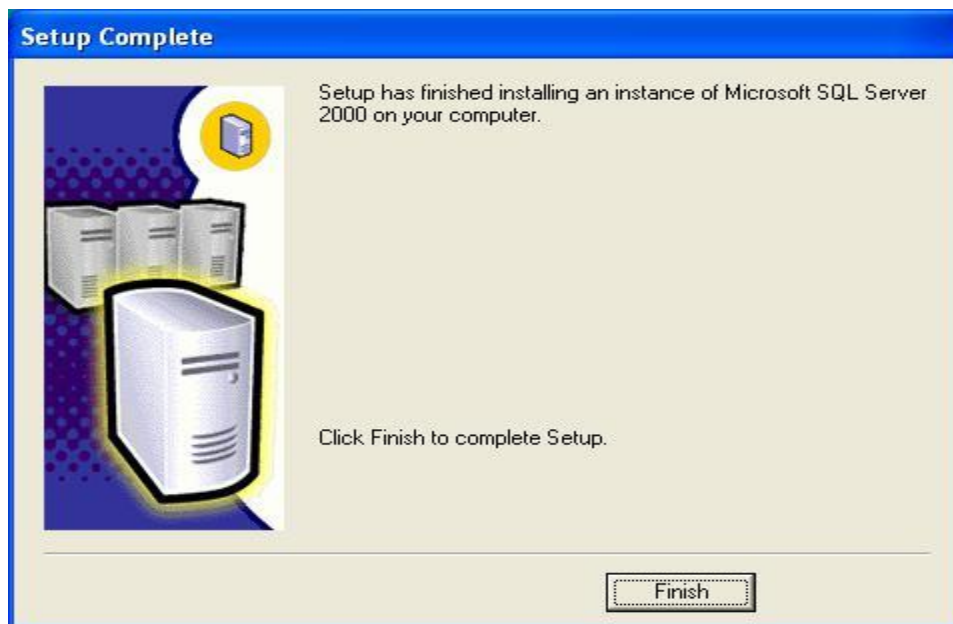 Setup Complete
Setup has finished installing an instance of Microsoft SQL Server
2000 on your computer.
Click Finish to complete Setup.
Finish